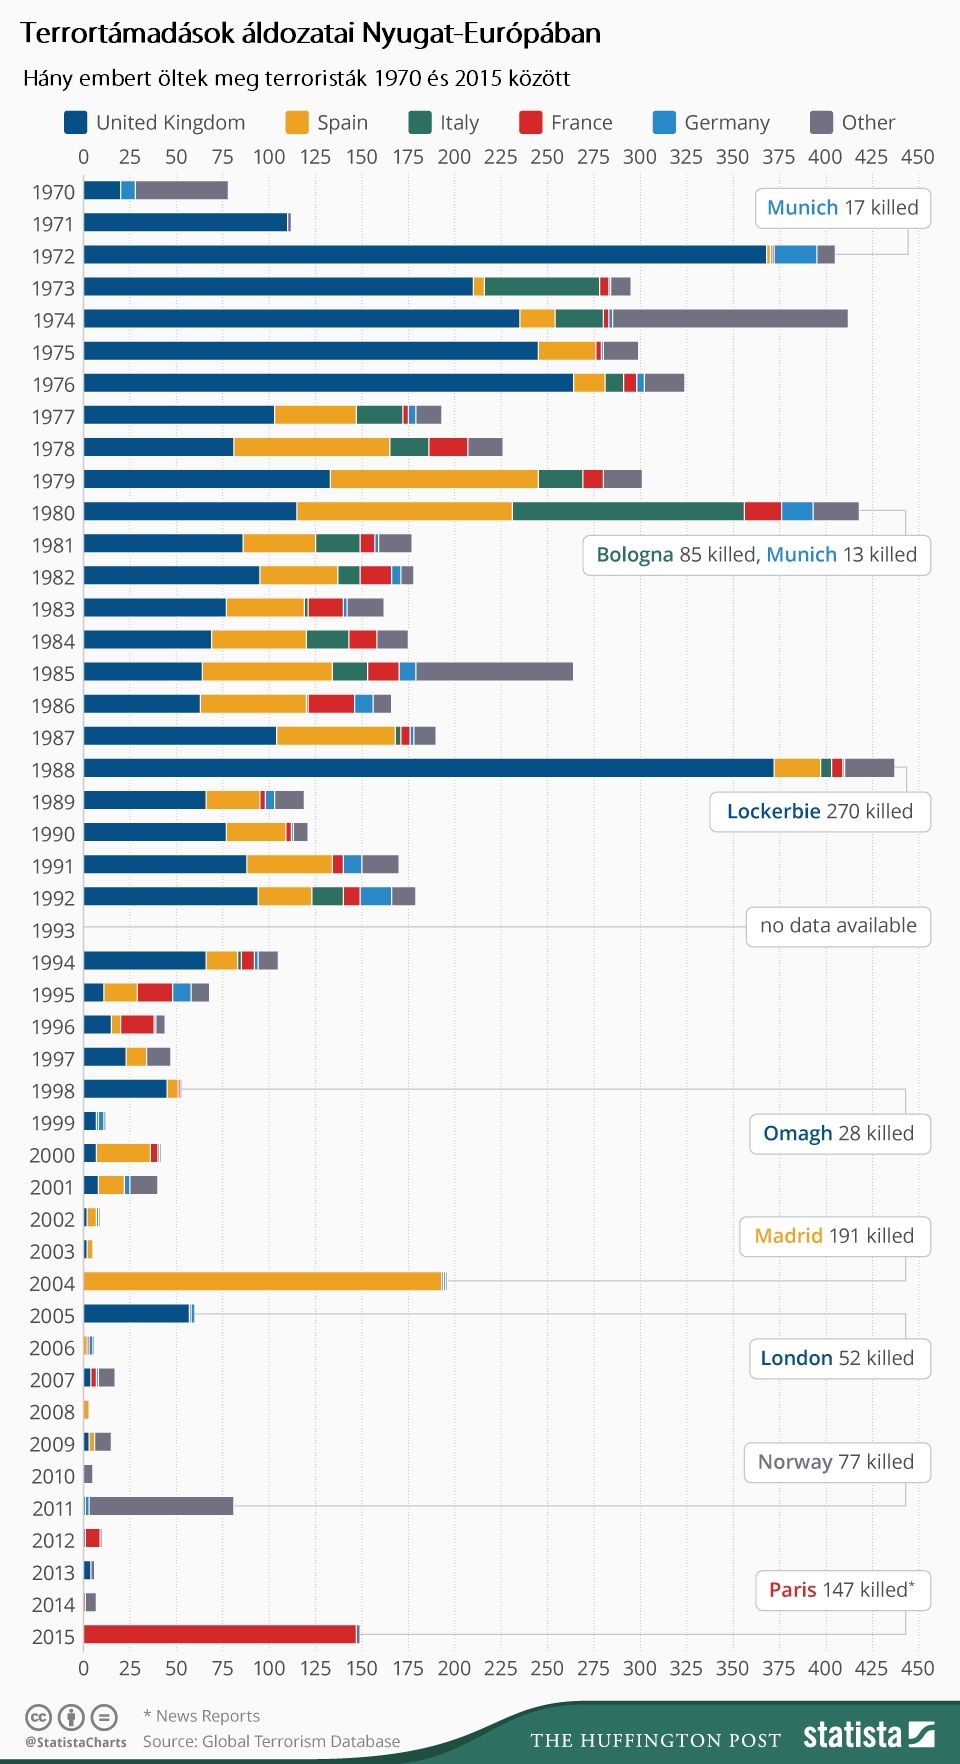 Terrortámadások áldozatai Nyugat-Európában
Hány embert öltek meg terroristák 1970 és 2015 között
United Kingdom Spain Italy France Germany Other
0 25 50 75 100 125 150 175 200 225 250 275 300 325 350 375 400 425 450
1970
Munich 17 killed
1971
1972
1973
1974
1975
1976
1977
1978
1979
1980
1981
Bologna 85 killed, Munich 13 killed
1982
1983
1984
1985
1986
1987
1988
1989
Lockerbie 270 killed
1990
1991
1992
1993 no data available
1994
1995
1996
1997
1998
1999
Omagh 28 killed
2000
2001
2002
Madrid 191 killed
2003
2004
2005
2006
London 52 killed
2007
2008
2009
Norway 77 killed
2010
2011
2012
2013
Paris 147 killed*
2014
2015
0 25 50 75 100 125 150 175 200 225 250 275 300 325 350 375 400 425 450
cc
@StatistaCharts
* News Reports
Source: Global Terrorism Database
THE HUFFINGTON POST statista